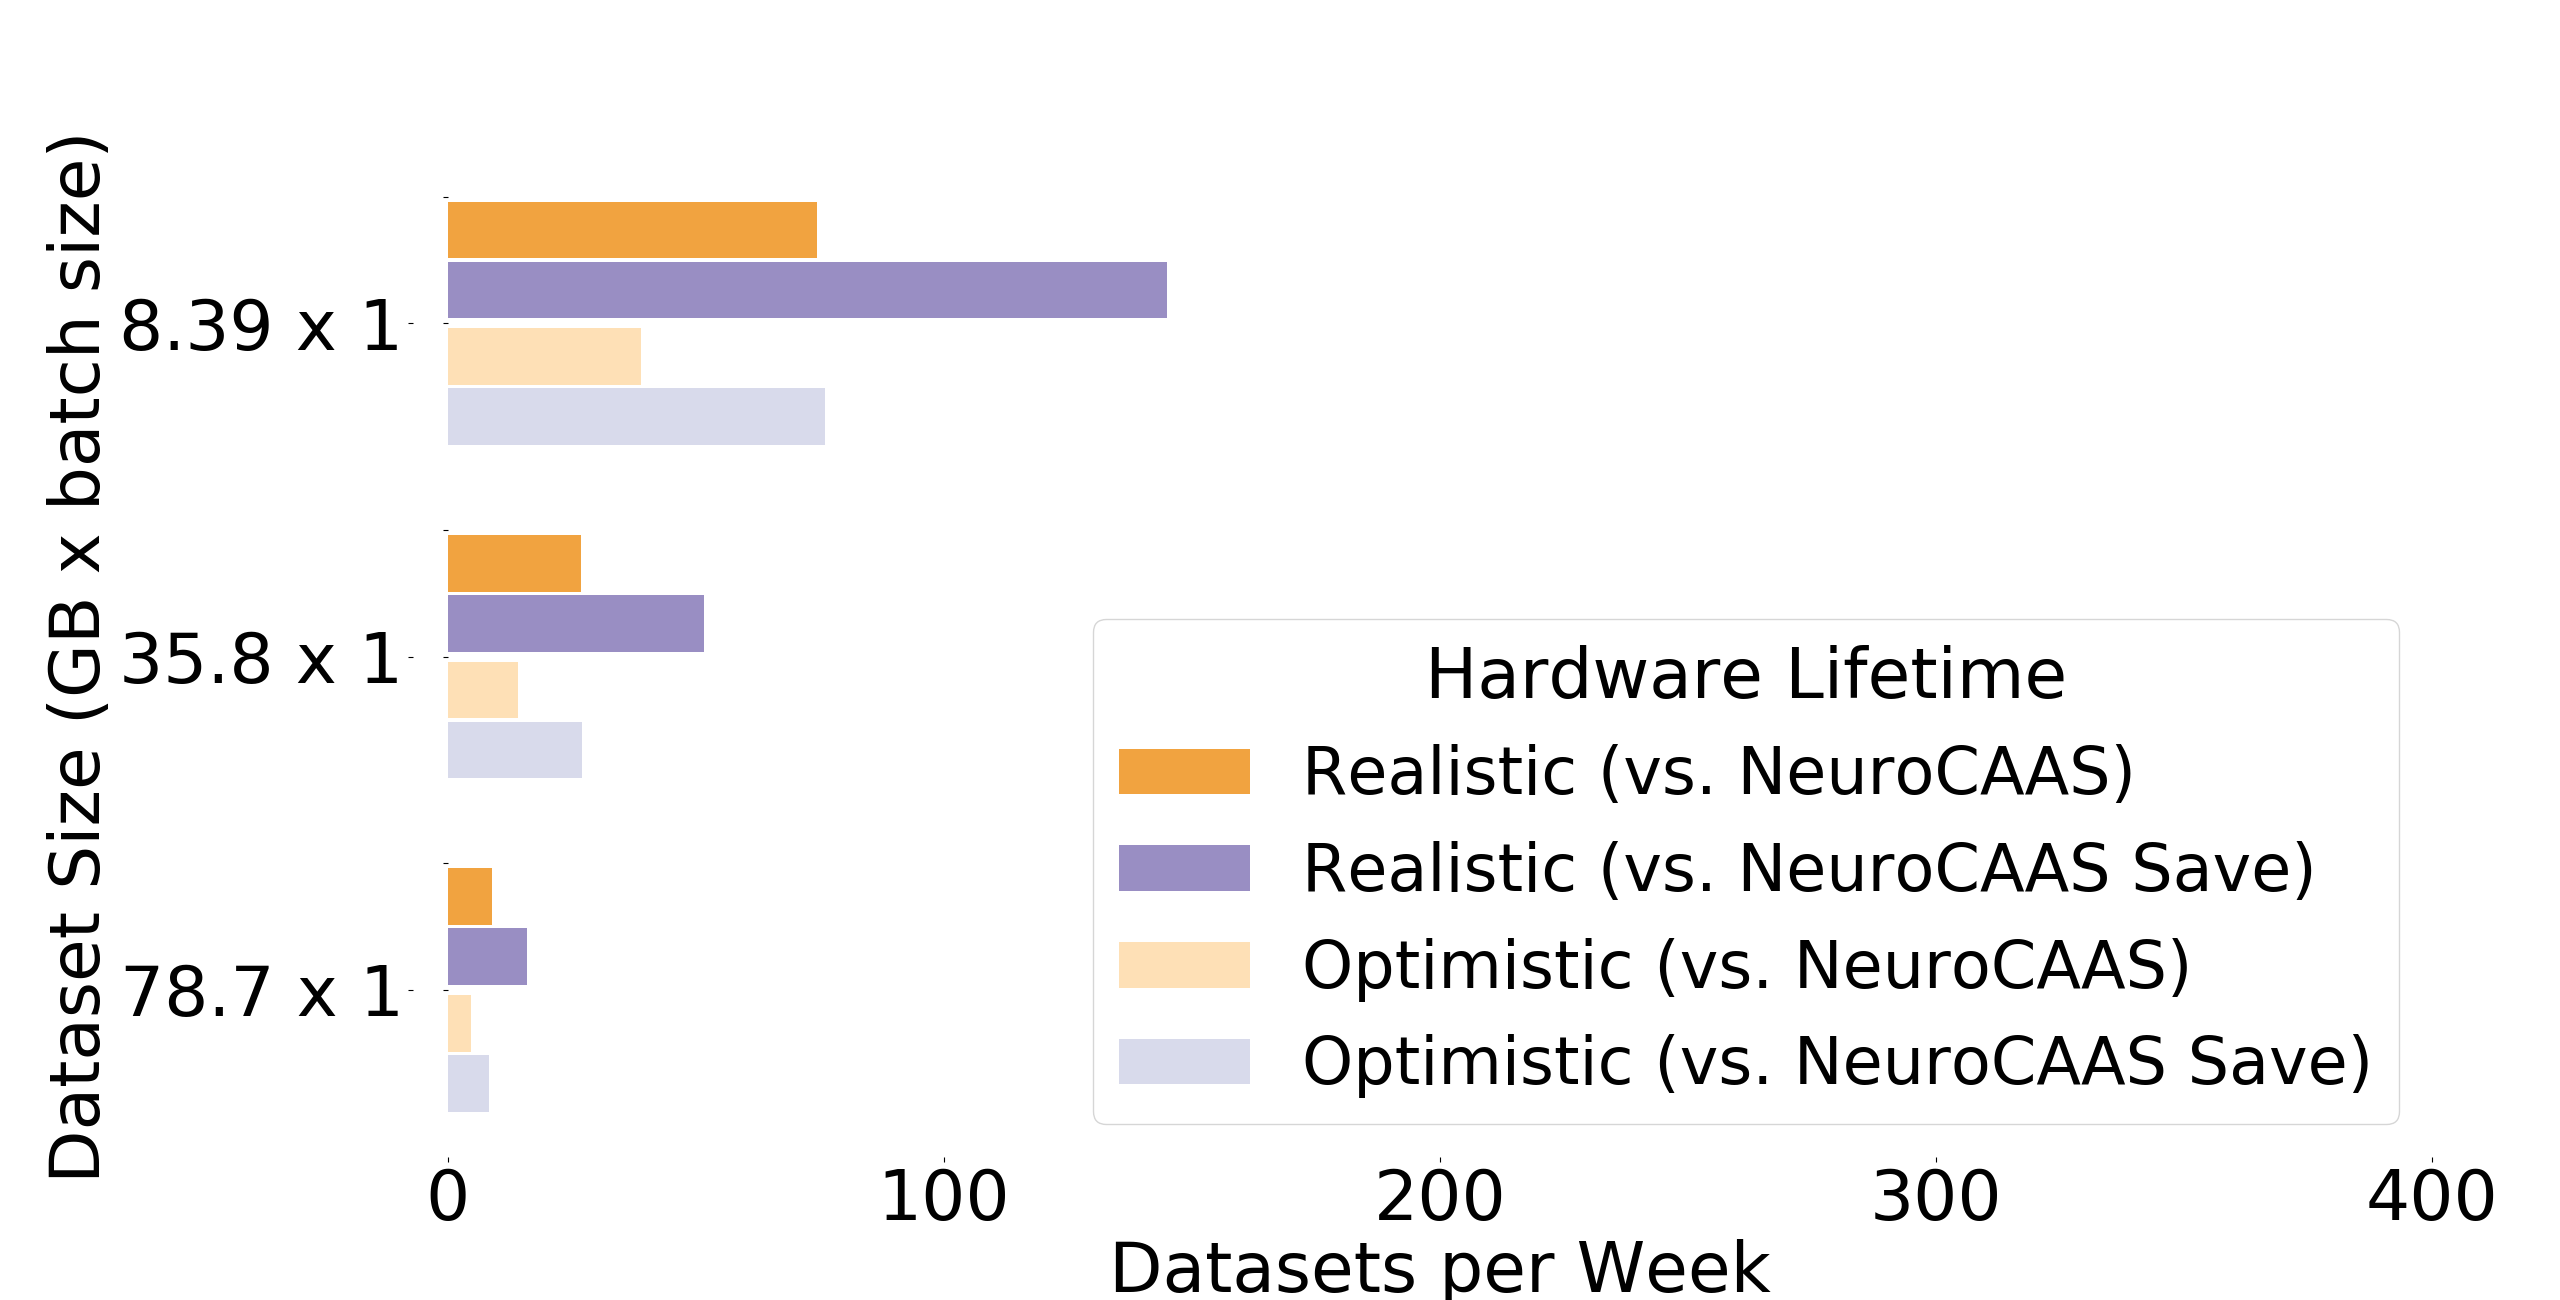 Dataset Size (GB x batch size)
8.39 x 1
35.8 x 1
78.7 x 1
Hardware Lifetime
Realistic (vs. NeuroCAAS)
Realistic (vs. NeuroCAAS Save)
Optimistic (vs. NeuroCAAS)
Optimistic (vs. NeuroCAAS Save)
0 100 200 300 400
Datasets per Week